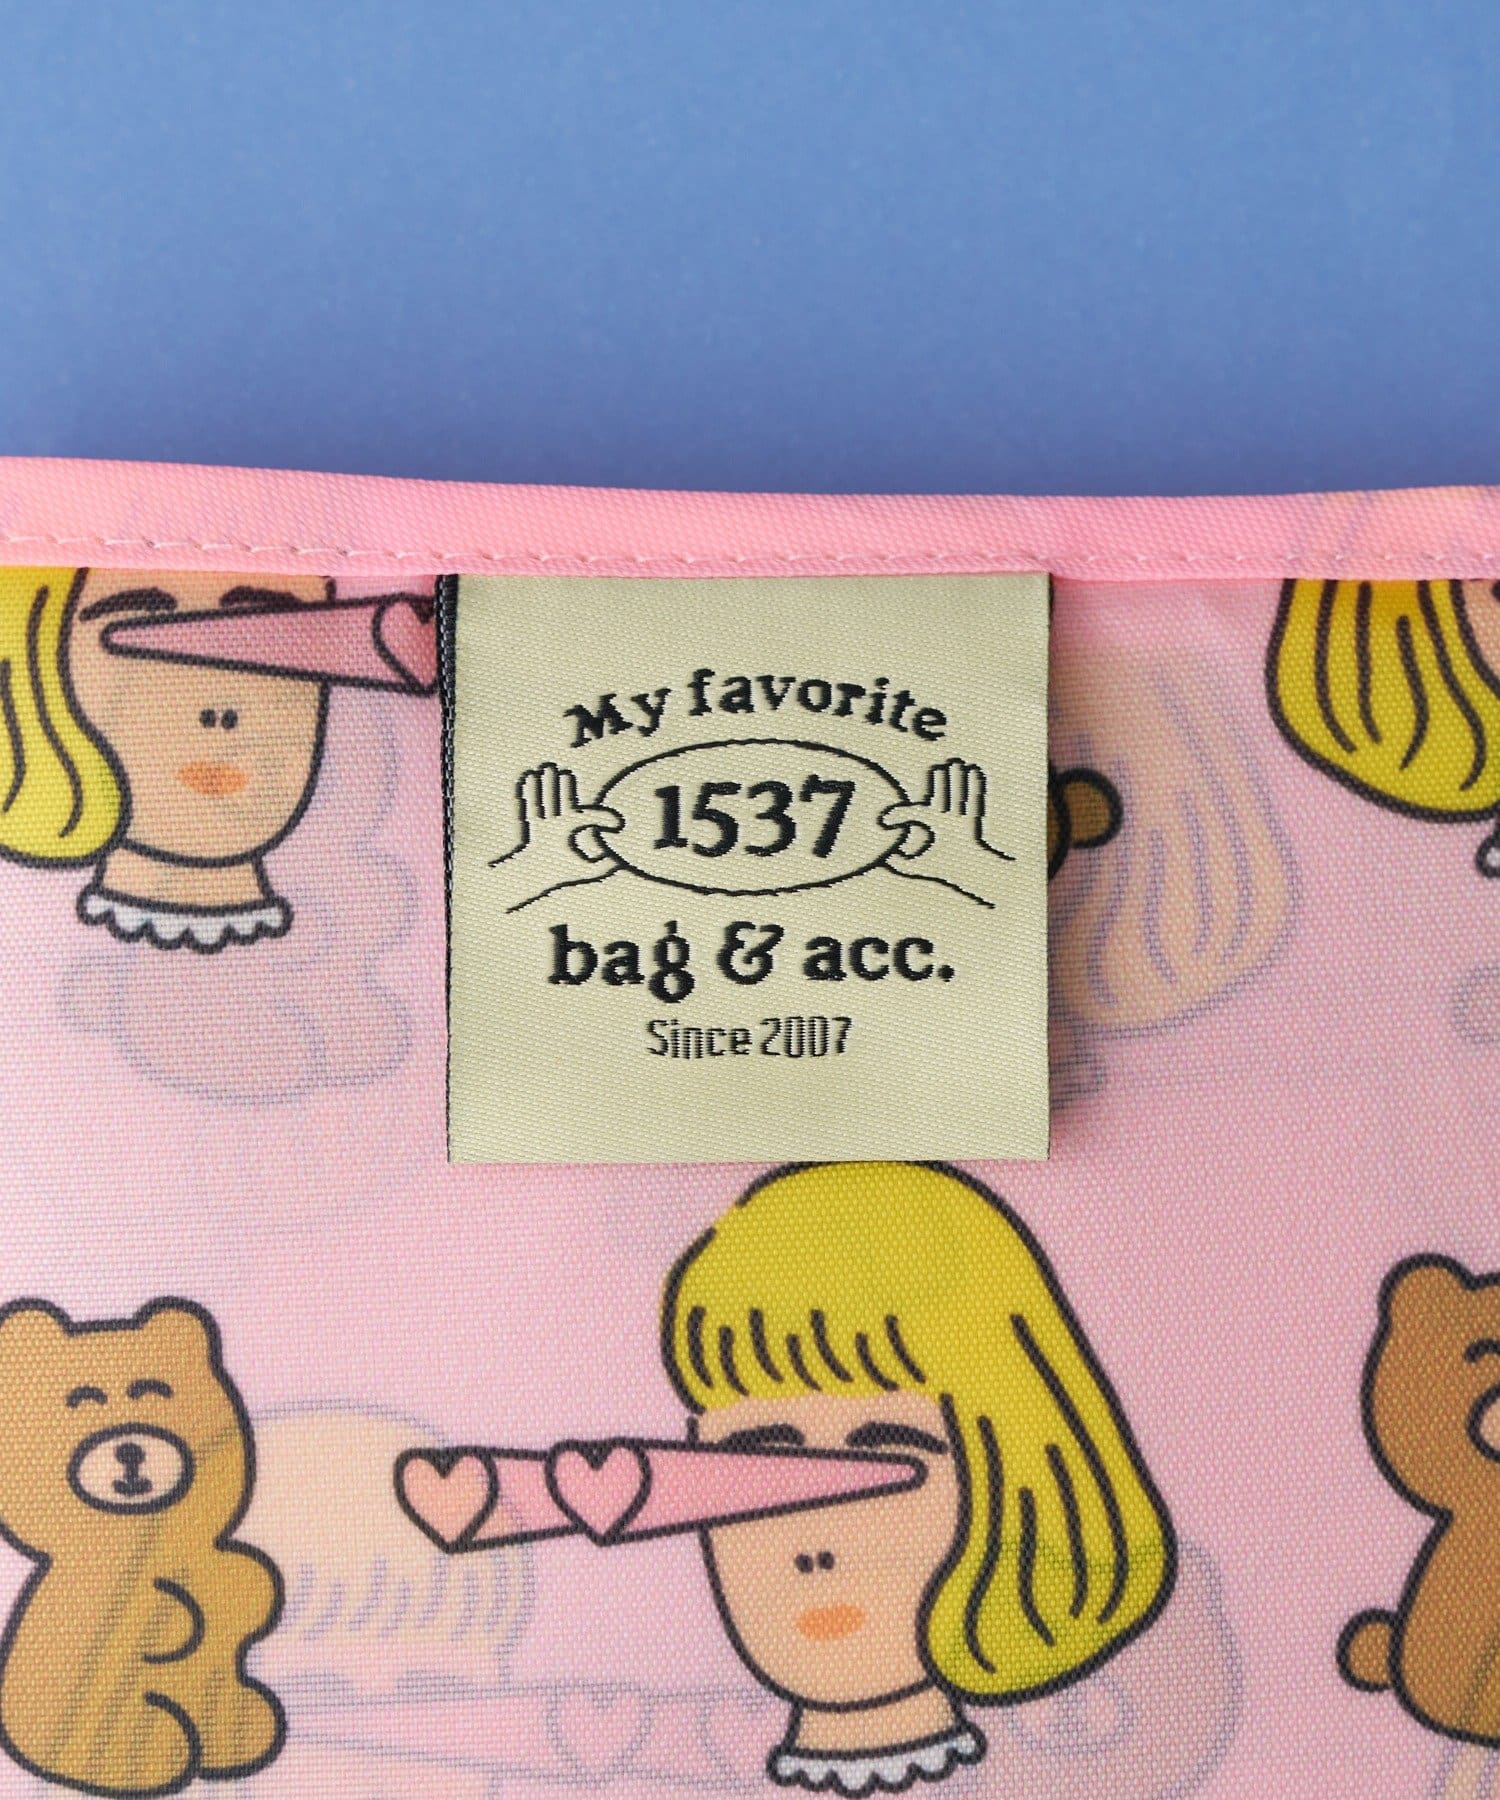 My favorite
1537
bag & acc.
Since 2007